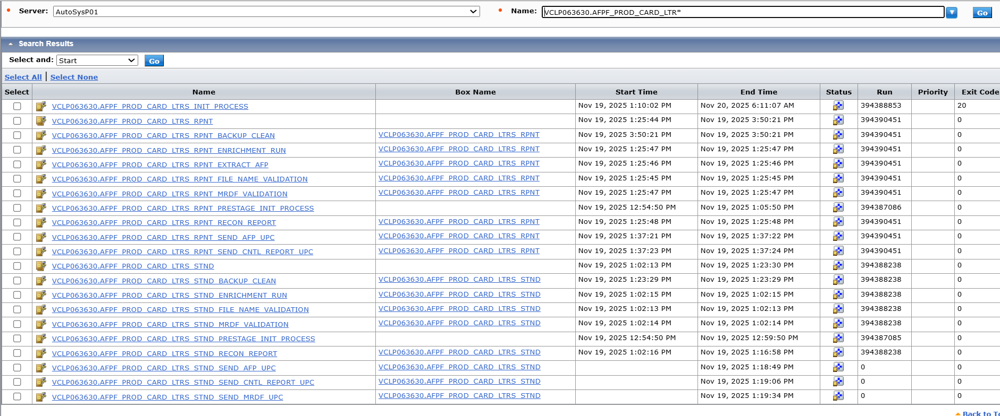 Server: AutoSysP01 Name: VCLP063630.AFPF_PROD_CARD_LTR* Go
Search Results
Select and: Start Go
Select All | Select None
Select Name Box Name Start Time End Time Status Run Priority Exit Code
VCLP063630.AFPF_PROD_CARD_LTRS_INIT_PROCESS Nov 19, 2025 1:10:02 PM Nov 20, 2025 6:11:07 AM 394388853 20
VCLP063630.AFPF_PROD_CARD_LTRS_RPNT Nov 19, 2025 1:25:44 PM Nov 19, 2025 3:50:21 PM 394390451 0
VCLP063630.AFPF_PROD_CARD_LTRS_RPNT_BACKUP_CLEAN VCLP063630.AFPF_PROD_CARD_LTRS_RPNT Nov 19, 2025 3:50:21 PM Nov 19, 2025 3:50:21 PM 394390451 0
VCLP063630.AFPF_PROD_CARD_LTRS_RPNT_ENRICHMENT_RUN VCLP063630.AFPF_PROD_CARD_LTRS_RPNT Nov 19, 2025 1:25:47 PM Nov 19, 2025 1:25:47 PM 394390451 0
VCLP063630.AFPF_PROD_CARD_LTRS_RPNT_EXTRACT_AFP VCLP063630.AFPF_PROD_CARD_LTRS_RPNT Nov 19, 2025 1:25:46 PM Nov 19, 2025 1:25:46 PM 394390451 0
VCLP063630.AFPF_PROD_CARD_LTRS_RPNT_FILE_NAME_VALIDATION VCLP063630.AFPF_PROD_CARD_LTRS_RPNT Nov 19, 2025 1:25:45 PM Nov 19, 2025 1:25:45 PM 394390451 0
VCLP063630.AFPF_PROD_CARD_LTRS_RPNT_MRDF_VALIDATION VCLP063630.AFPF_PROD_CARD_LTRS_RPNT Nov 19, 2025 1:25:47 PM Nov 19, 2025 1:25:47 PM 394390451 0
VCLP063630.AFPF_PROD_CARD_LTRS_RPNT_PRESTAGE_INIT_PROCESS Nov 19, 2025 12:54:50 PM Nov 19, 2025 1:05:50 PM 394387086 0
VCLP063630.AFPF_PROD_CARD_LTRS_RPNT_RECON_REPORT VCLP063630.AFPF_PROD_CARD_LTRS_RPNT Nov 19, 2025 1:25:48 PM Nov 19, 2025 1:25:48 PM 394390451 0
VCLP063630.AFPF_PROD_CARD_LTRS_RPNT_SEND_AFP_UPC VCLP063630.AFPF_PROD_CARD_LTRS_RPNT Nov 19, 2025 1:37:21 PM Nov 19, 2025 1:37:22 PM 394390451 0
VCLP063630.AFPF_PROD_CARD_LTRS_RPNT_SEND_CNTL_REPORT_UPC VCLP063630.AFPF_PROD_CARD_LTRS_RPNT Nov 19, 2025 1:37:23 PM Nov 19, 2025 1:37:24 PM 394390451 0
VCLP063630.AFPF_PROD_CARD_LTRS_STND Nov 19, 2025 1:02:13 PM Nov 19, 2025 1:23:30 PM 394388238 0
VCLP063630.AFPF_PROD_CARD_LTRS_STND_BACKUP_CLEAN VCLP063630.AFPF_PROD_CARD_LTRS_STND Nov 19, 2025 1:23:29 PM Nov 19, 2025 1:23:29 PM 394388238 0
VCLP063630.AFPF_PROD_CARD_LTRS_STND_ENRICHMENT_RUN VCLP063630.AFPF_PROD_CARD_LTRS_STND Nov 19, 2025 1:02:15 PM Nov 19, 2025 1:02:15 PM 394388238 0
VCLP063630.AFPF_PROD_CARD_LTRS_STND_FILE_NAME_VALIDATION VCLP063630.AFPF_PROD_CARD_LTRS_STND Nov 19, 2025 1:02:13 PM Nov 19, 2025 1:02:13 PM 394388238 0
VCLP063630.AFPF_PROD_CARD_LTRS_STND_MRDF_VALIDATION VCLP063630.AFPF_PROD_CARD_LTRS_STND Nov 19, 2025 1:02:14 PM Nov 19, 2025 1:02:14 PM 394388238 0
VCLP063630.AFPF_PROD_CARD_LTRS_STND_PRESTAGE_INIT_PROCESS Nov 19, 2025 12:54:50 PM Nov 19, 2025 12:59:50 PM 394387085 0
VCLP063630.AFPF_PROD_CARD_LTRS_STND_RECON_REPORT VCLP063630.AFPF_PROD_CARD_LTRS_STND Nov 19, 2025 1:02:16 PM Nov 19, 2025 1:16:58 PM 394388238 0
VCLP063630.AFPF_PROD_CARD_LTRS_STND_SEND_AFP_UPC VCLP063630.AFPF_PROD_CARD_LTRS_STND Nov 19, 2025 1:18:49 PM 0 0
VCLP063630.AFPF_PROD_CARD_LTRS_STND_SEND_CNTL_REPORT_UPC VCLP063630.AFPF_PROD_CARD_LTRS_STND Nov 19, 2025 1:19:06 PM 0 0
VCLP063630.AFPF_PROD_CARD_LTRS_STND_SEND_MRDF_UPC VCLP063630.AFPF_PROD_CARD_LTRS_STND Nov 19, 2025 1:19:34 PM 0 0
Back to